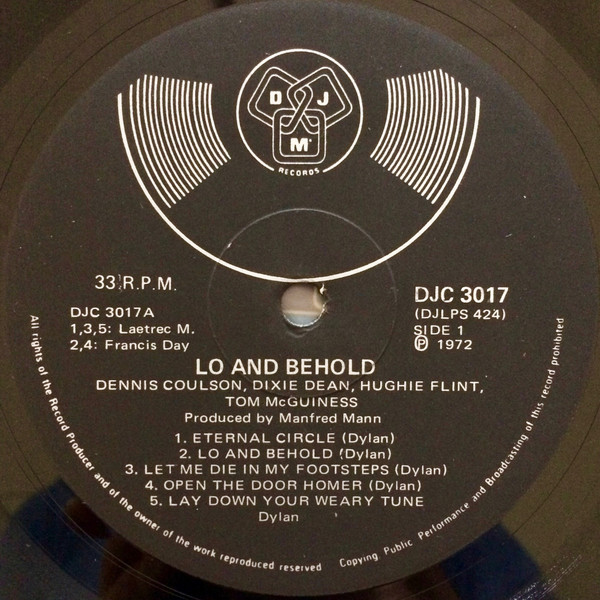 D J
M
RECORDS
33⅓ R.P.M.
DJC 3017A
1,3,5: Laetrec M.
2,4: Francis Day
DJC 3017
(DJLPS 424)
SIDE 1
Ⓟ 1972
LO AND BEHOLD
DENNIS COULSON, DIXIE DEAN, HUGHIE FLINT,
TOM McGUINESS
Produced by Manfred Mann
1. ETERNAL CIRCLE (Dylan)
2. LO AND BEHOLD (Dylan)
3. LET ME DIE IN MY FOOTSTEPS (Dylan)
4. OPEN THE DOOR HOMER (Dylan)
5. LAY DOWN YOUR WEARY TUNE
Dylan
All rights of the Record Producer and of the owner of the work reproduced reserved Copying Public Performance and Broadcasting of this record prohibited